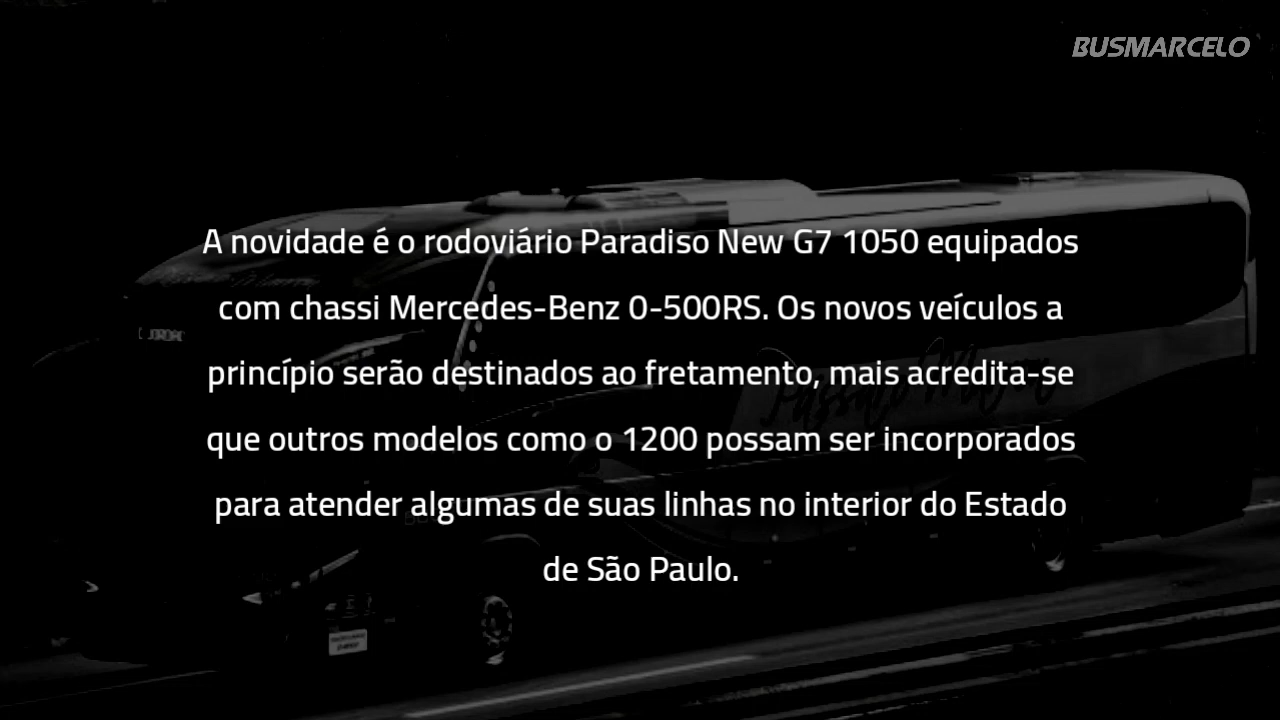 BUSMARCELO
A novidade é o rodoviário Paradiso New G7 1050 equipados
com chassi Mercedes-Benz 0-500RS. Os novos veículos a
princípio serão destinados ao fretamento, mais acredita-se
que outros modelos como o 1200 possam ser incorporados
para atender algumas de suas linhas no interior do Estado
de São Paulo.